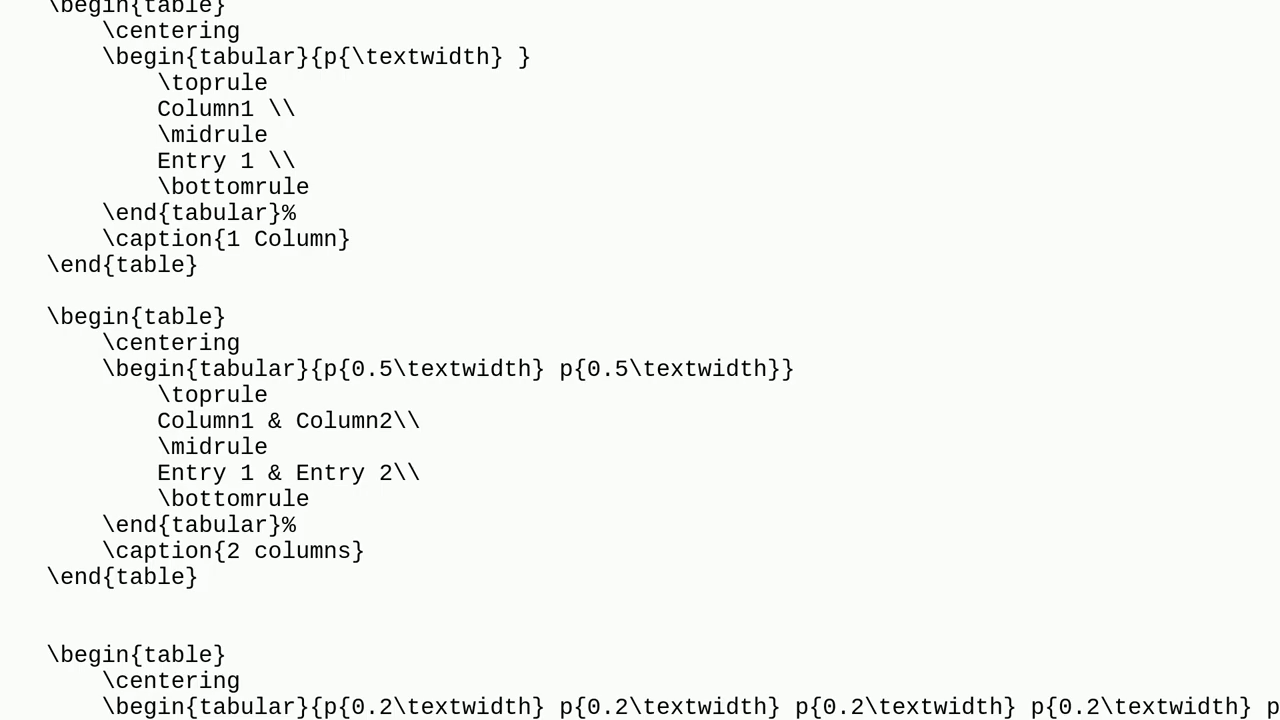 \begin{table}
    \centering
    \begin{tabular}{p{\textwidth} }
        \toprule
        Column1 \\
        \midrule
        Entry 1 \\
        \bottomrule
    \end{tabular}%
    \caption{1 Column}
\end{table}

\begin{table}
    \centering
    \begin{tabular}{p{0.5\textwidth} p{0.5\textwidth}}
        \toprule
        Column1 & Column2\\
        \midrule
        Entry 1 & Entry 2\\
        \bottomrule
    \end{tabular}%
    \caption{2 columns}
\end{table}


\begin{table}
    \centering
    \begin{tabular}{p{0.2\textwidth} p{0.2\textwidth} p{0.2\textwidth} p{0.2\textwidth} p